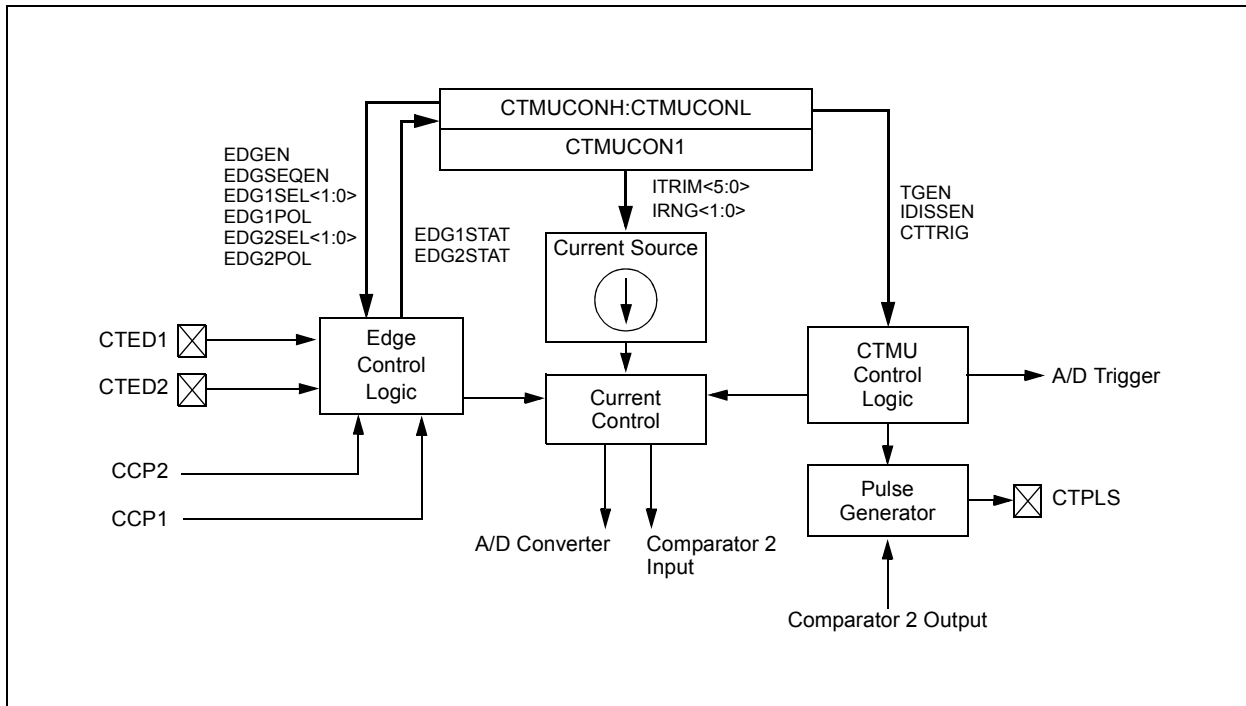 CTMUCONH:CTMUCONL
CTMUCON1
EDGEN
EDGSEQEN
EDG1SEL<1:0>
EDG1POL
EDG2SEL<1:0>
EDG2POL
EDG1STAT
EDG2STAT
ITRIM<5:0>
IRNG<1:0>
TGEN
IDISSEN
CTTRIG
Current Source
CTED1
CTED2
Edge
Control
Logic
Current
Control
CTMU
Control
Logic
A/D Trigger
CCP2
CCP1
Pulse
Generator
CTPLS
A/D Converter
Comparator 2
Input
Comparator 2 Output